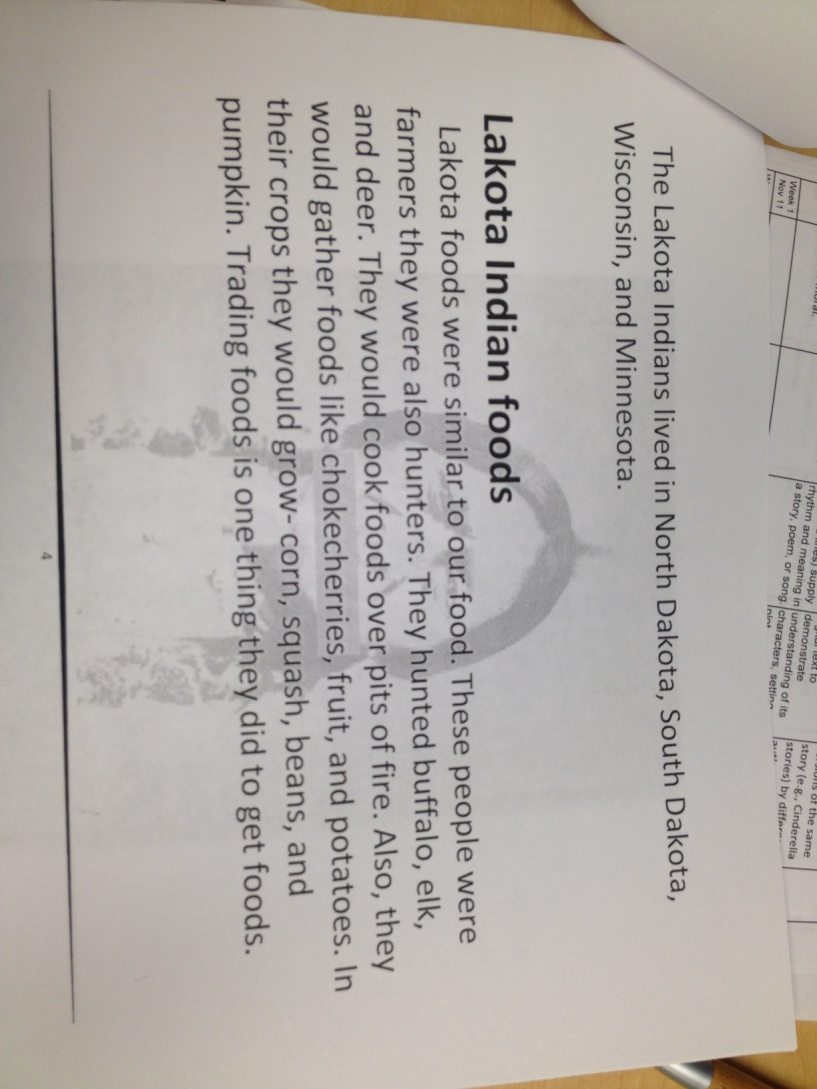 The Lakota Indians lived in North Dakota, South Dakota,
Wisconsin, and Minnesota.
Lakota Indian foods
Lakota foods were similar to our food. These people were
farmers they were also hunters. They hunted buffalo, elk,
and deer. They would cook foods over pits of fire. Also, they
would gather foods like chokecherries, fruit, and potatoes. In
their crops they would grow- corn, squash, beans, and
pumpkin. Trading foods is one thing they did to get foods.
4
Week 1
Nov 11
supply
rhythm and meaning in
a story, poem, or song
text to
demonstrate
understanding of its
characters, setting
of the same
story (e.g., Cinderella
stories) by